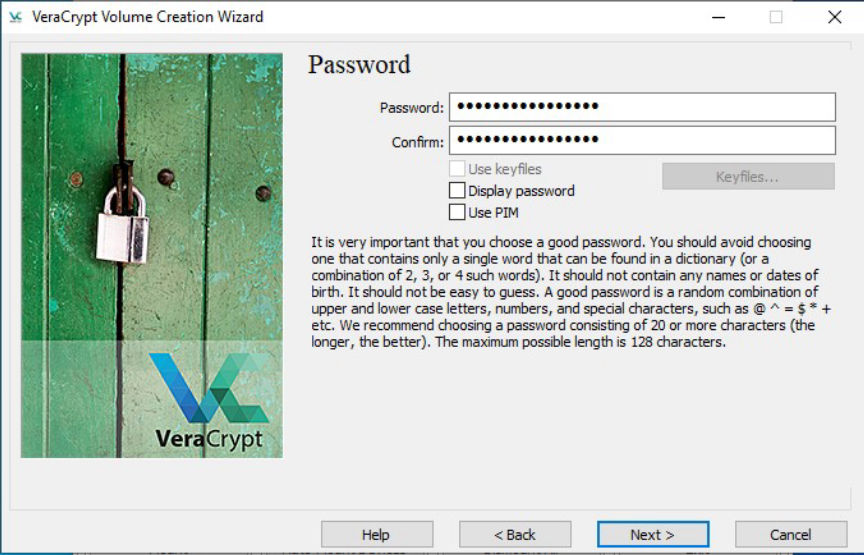 VeraCrypt Volume Creation Wizard
Password
Password: ••••••••••••••••
Confirm: ••••••••••••••••
Use keyfiles
Keyfiles...
Display password
Use PIM
It is very important that you choose a good password. You should avoid choosing
one that contains only a single word that can be found in a dictionary (or a
combination of 2, 3, or 4 such words). It should not contain any names or dates of
birth. It should not be easy to guess. A good password is a random combination of
upper and lower case letters, numbers, and special characters, such as @ ^ = $ * +
etc. We recommend choosing a password consisting of 20 or more characters (the
longer, the better). The maximum possible length is 128 characters.
VeraCrypt
Help
< Back
Next >
Cancel